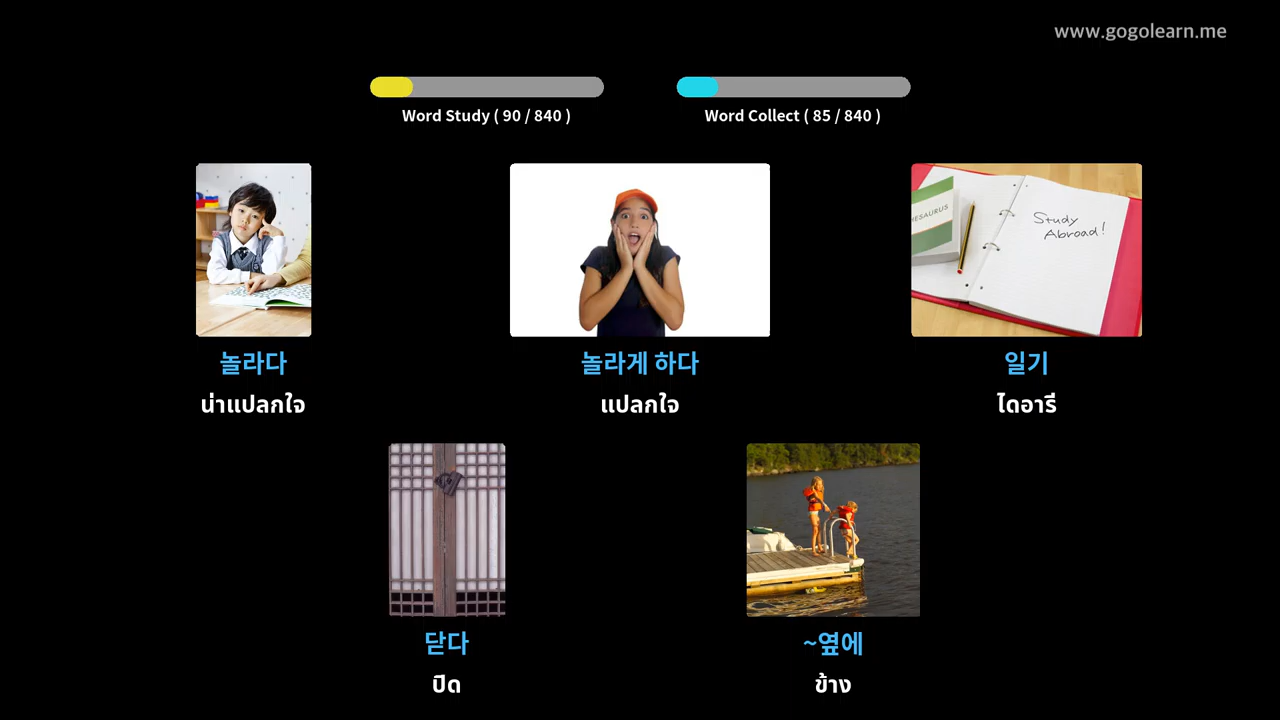 www.gogolearn.me
Word Study ( 90 / 840 )
Word Collect ( 85 / 840 )
HESAURUS
Study
Abroad!
놀라다
น่าแปลกใจ
놀라게 하다
แปลกใจ
일기
ไดอารี
닫다
ปิด
~옆에
ข้าง